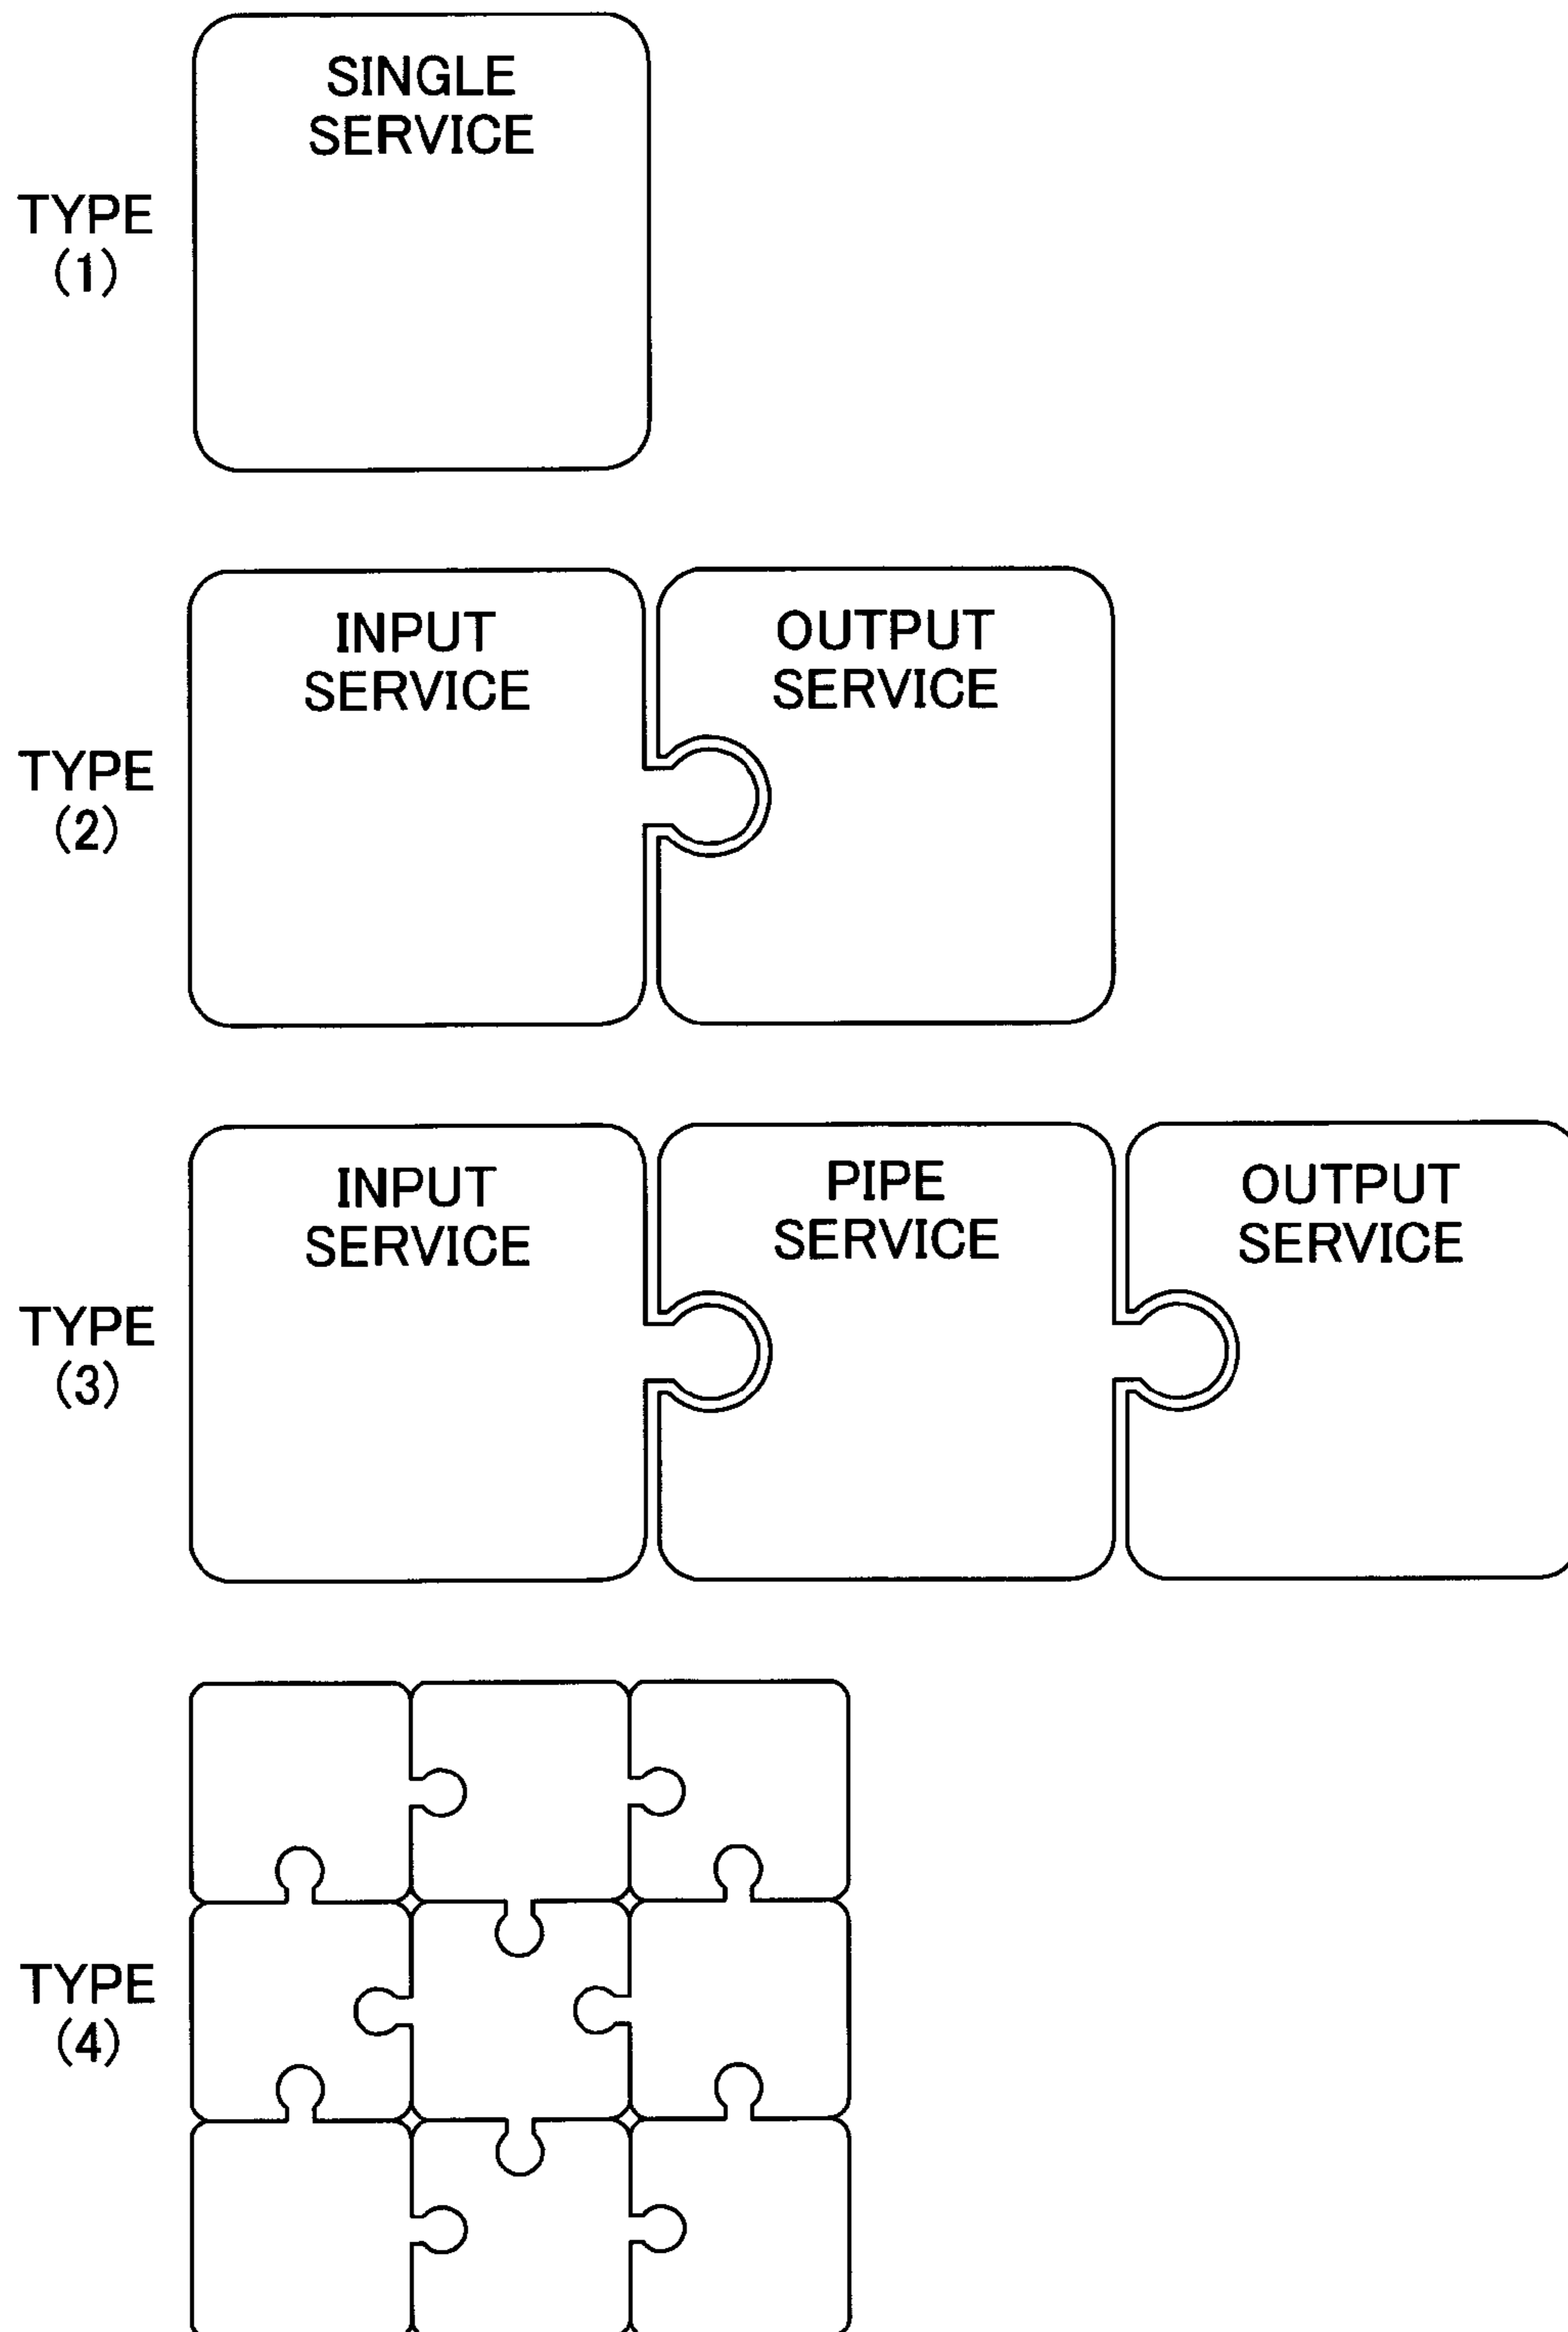 SINGLE
SERVICE
TYPE
(1)
INPUT
SERVICE
OUTPUT
SERVICE
TYPE
(2)
INPUT
SERVICE
PIPE
SERVICE
OUTPUT
SERVICE
TYPE
(3)
TYPE
(4)